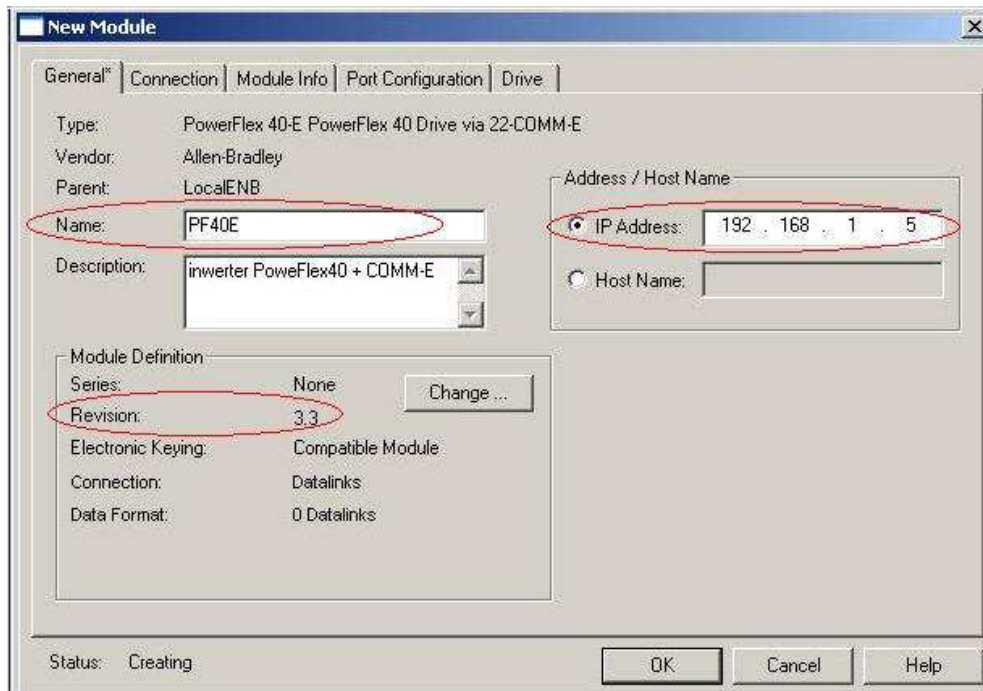 New Module
General* Connection Module Info Port Configuration Drive
Type: PowerFlex 40-E PowerFlex 40 Drive via 22-COMM-E
Vendor: Allen-Bradley
Parent: LocalENB
Name: PF40E
Description: inwerter PoweFlex40 + COMM-E
Address / Host Name
IP Address: 192 . 168 . 1 . 5
Host Name:
Module Definition
Series: None
Change ...
Revision: 3.3
Electronic Keying: Compatible Module
Connection: Datalinks
Data Format: 0 Datalinks
Status: Creating
OK Cancel Help